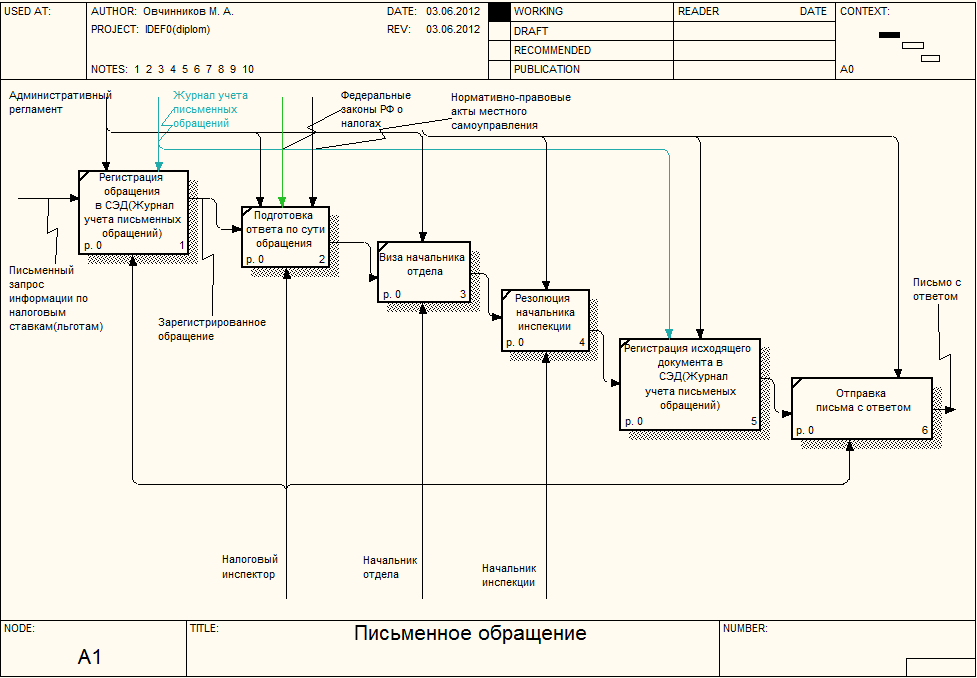 USED AT:
AUTHOR: Овчинников М. А.
DATE: 03.06.2012
PROJECT: IDEF0(diplom)
REV: 03.06.2012
NOTES: 1 2 3 4 5 6 7 8 9 10
WORKING
DRAFT
RECOMMENDED
PUBLICATION
READER
DATE
CONTEXT:
A0
Административный
регламент
Журнал учета
письменных
обращений
Федеральные
законы РФ о
налогах
Нормативно-правовые
акты местного
самоуправления
Регистрация
обращения
в СЭД(Журнал
учета письменных
обращений)
р. 0
1
Подготовка
ответа по сути
обращения
р. 0
2
Виза начальника
отдела
р. 0
3
Резолюция
начальника
инспекции
р. 0
4
Регистрация исходящего
документа в
СЭД(Журнал
учета письменых
обращений)
р. 0
5
Отправка
письма с ответом
р. 0
6
Письмо с
ответом
Письменный
запрос
информации по
налоговым
ставкам(льготам)
Зарегистрированное
обращение
Налоговый
инспектор
Начальник
отдела
Начальник
инспекции
NODE:
A1
TITLE:
Письменное обращение
NUMBER: